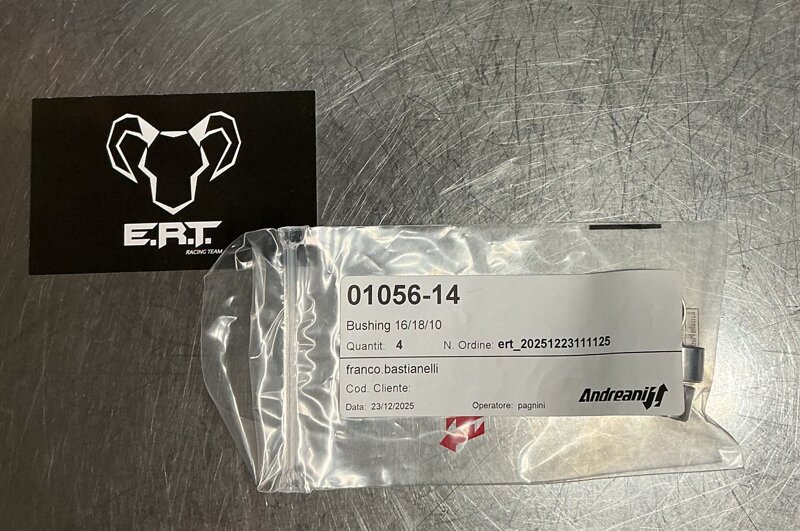 E.R.T.
RACING TEAM
01056-14
Bushing 16/18/10
Quantit: 4 N. Ordine: ert_20251223111125
franco.bastianelli
Cod. Cliente:
Data: 23/12/2025 Operatore: pagnini
Andreani